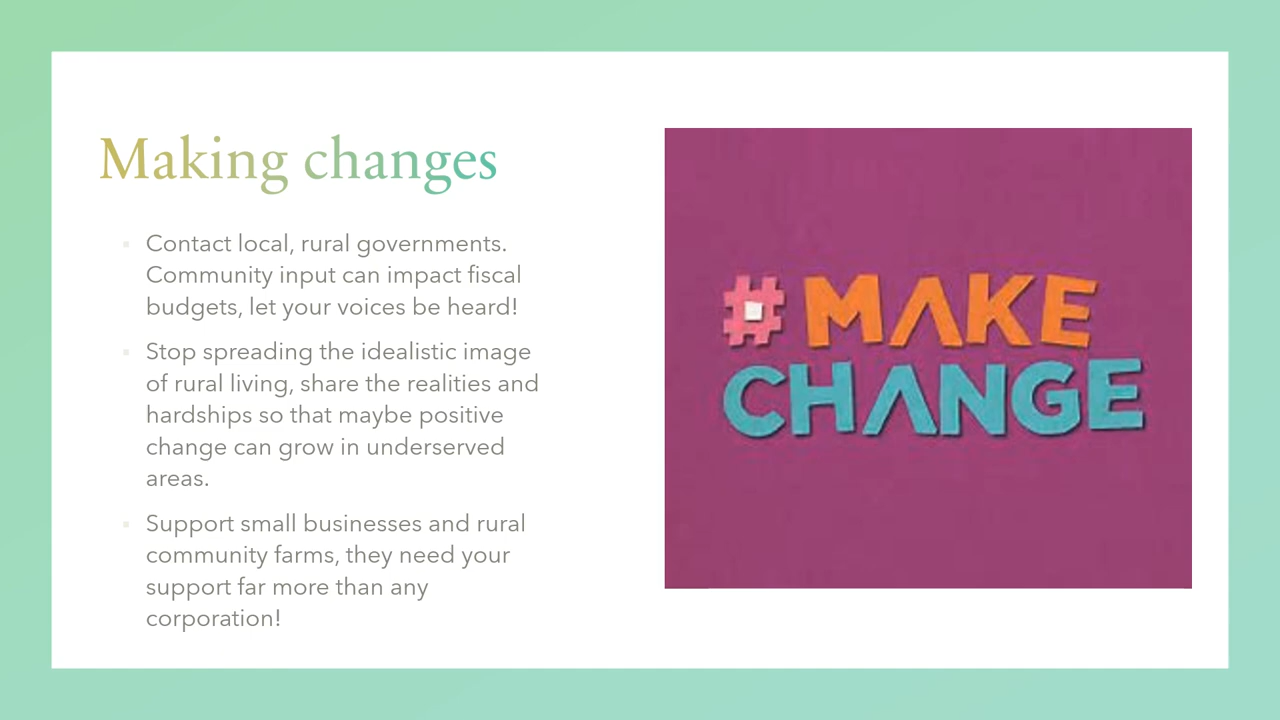 Making changes
Contact local, rural governments.
Community input can impact fiscal
budgets, let your voices be heard!
Stop spreading the idealistic image
of rural living, share the realities and
hardships so that maybe positive
change can grow in underserved
areas.
Support small businesses and rural
community farms, they need your
support far more than any
corporation!
#MAKE
CHANGE